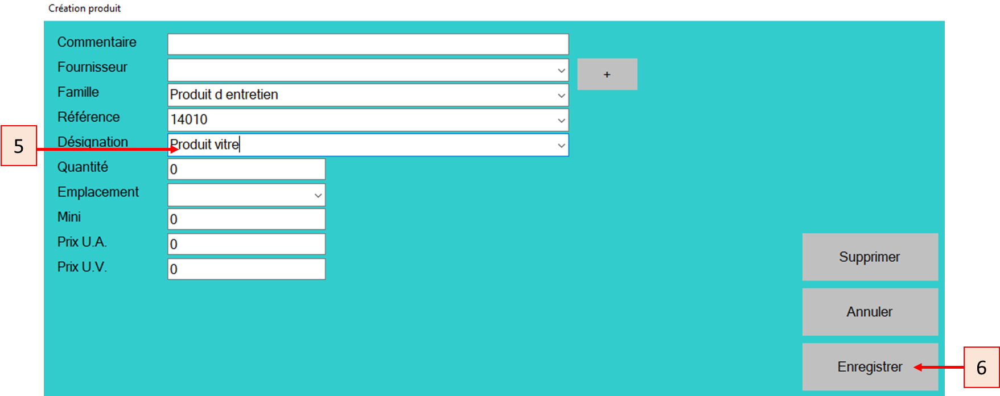 Création produit
Commentaire
Fournisseur
+
Famille Produit d entretien
Référence 14010
5
Désignation Produit vitre
Quantité 0
Emplacement
Mini 0
Prix U.A. 0
Prix U.V. 0
Supprimer
Annuler
Enregistrer
6